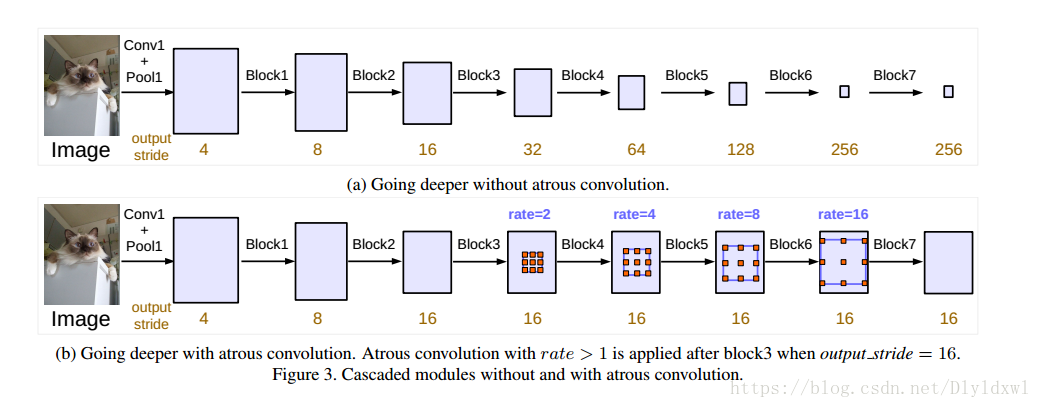 Conv1
+
Pool1
Block1
Block2
Block3
Block4
Block5
Block6
Block7
Image
output
stride
4
8
16
32
64
128
256
256
(a) Going deeper without atrous convolution.
rate=2
rate=4
rate=8
rate=16
Conv1
+
Pool1
Block1
Block2
Block3
Block4
Block5
Block6
Block7
Image
output
stride
4
8
16
16
16
16
16
16
(b) Going deeper with atrous convolution. Atrous convolution with rate > 1 is applied after block3 when output_stride = 16.
Figure 3. Cascaded modules without and with atrous convolution.
https://blog.csdn.net/Dlyldxwl